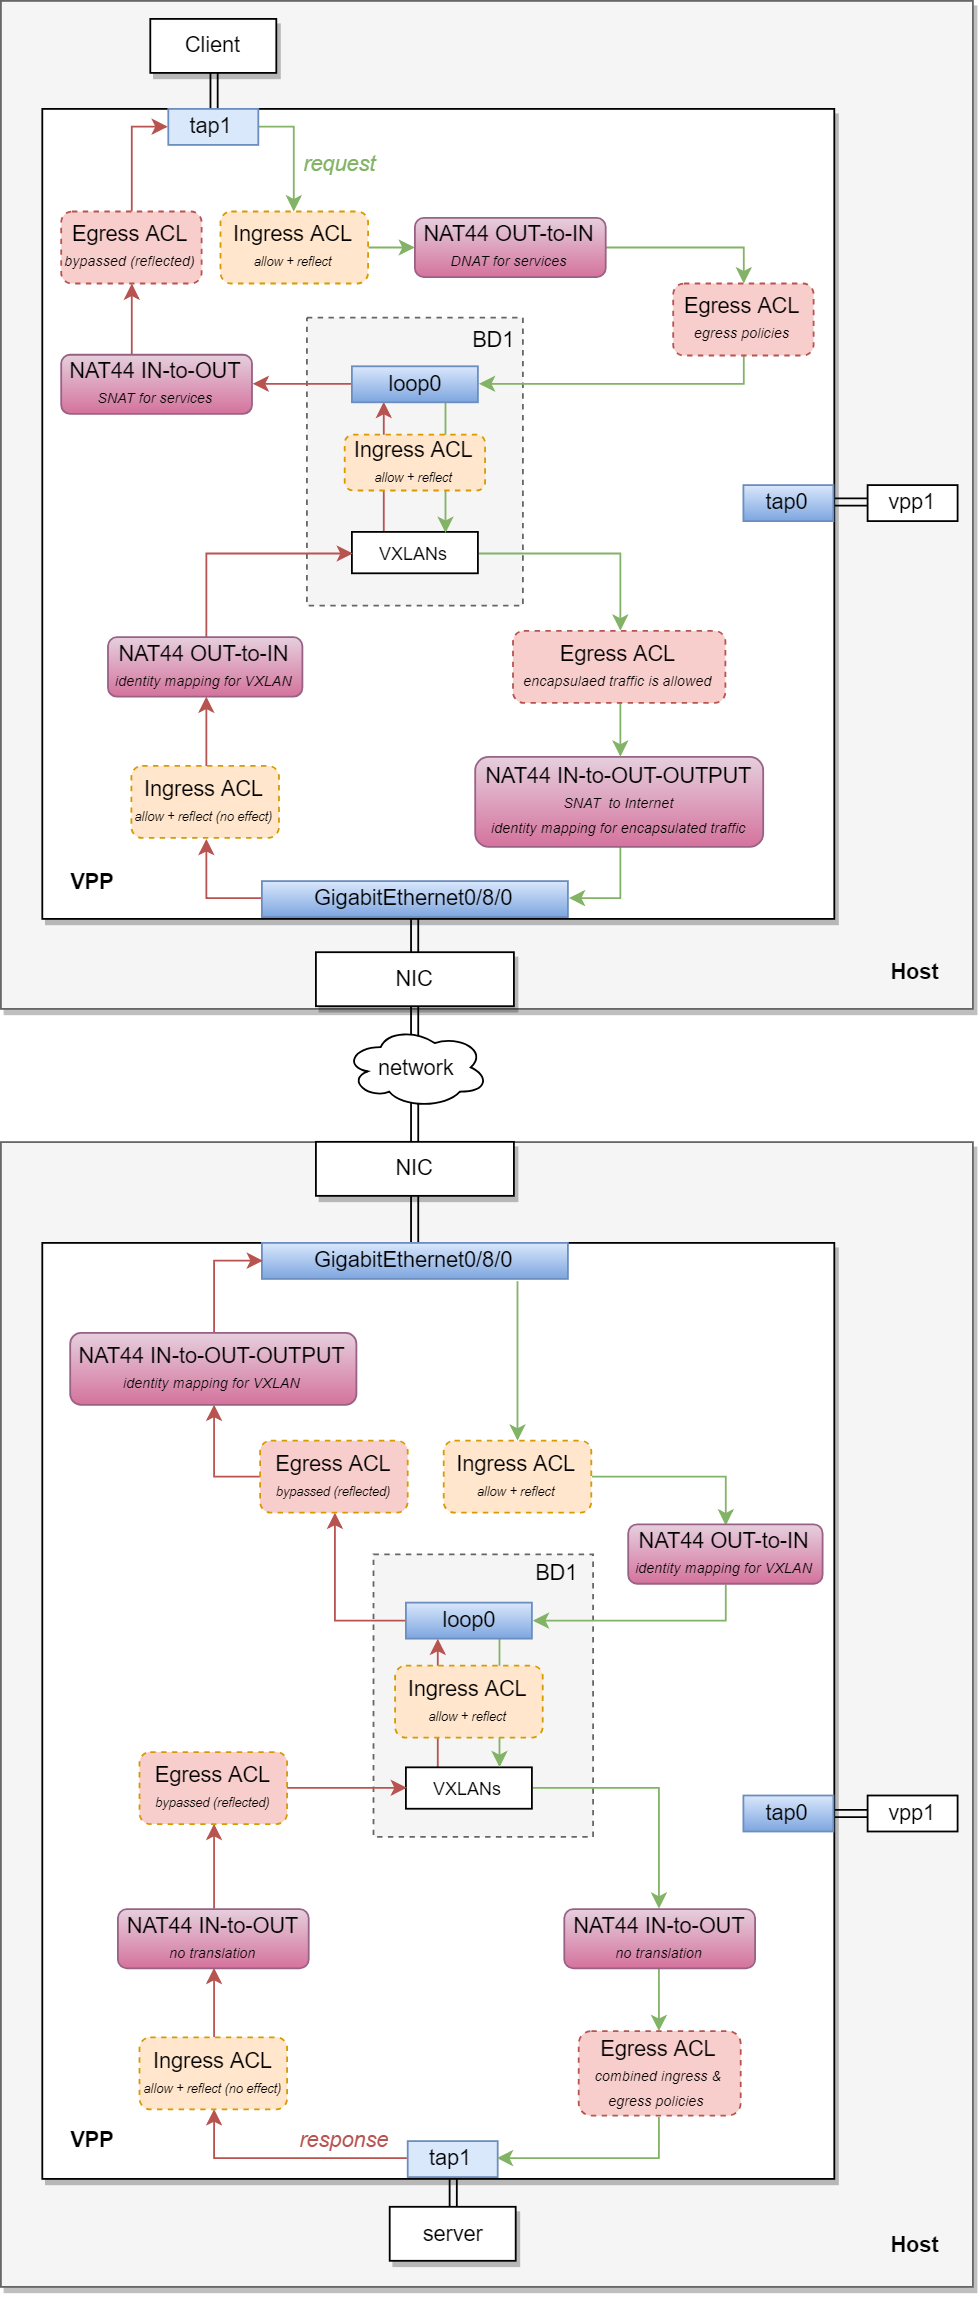 Client
tap1
request
Egress ACL
bypassed (reflected)
Ingress ACL
allow + reflect
NAT44 OUT-to-IN
DNAT for services
Egress ACL
egress policies
BD1
NAT44 IN-to-OUT
SNAT for services
loop0
Ingress ACL
allow + reflect
tap0
vpp1
VXLANs
NAT44 OUT-to-IN
identity mapping for VXLAN
Egress ACL
encapsulaed traffic is allowed
Ingress ACL
allow + reflect (no effect)
NAT44 IN-to-OUT-OUTPUT
SNAT to Internet
identity mapping for encapsulated traffic
VPP
GigabitEthernet0/8/0
NIC
Host
network
NIC
GigabitEthernet0/8/0
NAT44 IN-to-OUT-OUTPUT
identity mapping for VXLAN
Egress ACL
bypassed (reflected)
Ingress ACL
allow + reflect
NAT44 OUT-to-IN
identity mapping for VXLAN
BD1
loop0
Ingress ACL
allow + reflect
Egress ACL
bypassed (reflected)
VXLANs
tap0
vpp1
NAT44 IN-to-OUT
no translation
NAT44 IN-to-OUT
no translation
Ingress ACL
allow + reflect (no effect)
Egress ACL
combined ingress &
egress policies
VPP
response
tap1
server
Host